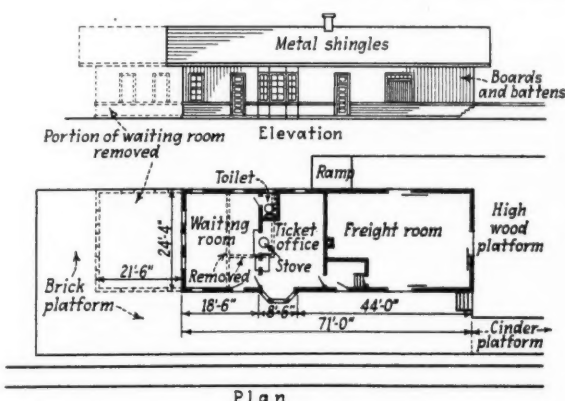 Metal shingles
Boards
and battens
Portion of waiting room
removed
Elevation
Toilet
Ramp
Waiting
room
Ticket
office
Freight room
High
wood
platform
24'-4"
Removed
Stove
21'-6"
Brick
platform
18'-6"
8'-6"
44'-0"
71'-0"
Cinder
platform
Plan